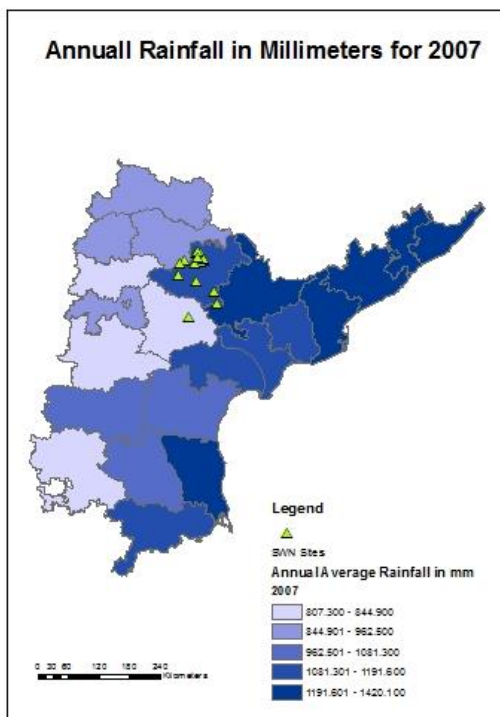 Annuall Rainfall in Millimeters for 2007
Legend
SWN Sites
Annual Average Rainfall in mm
2007
807.300 - 844.900
844.901 - 962.500
962.501 - 1081.300
1081.301 - 1191.600
1191.601 - 1420.100
0 30 60 120 180 240
Kilometers